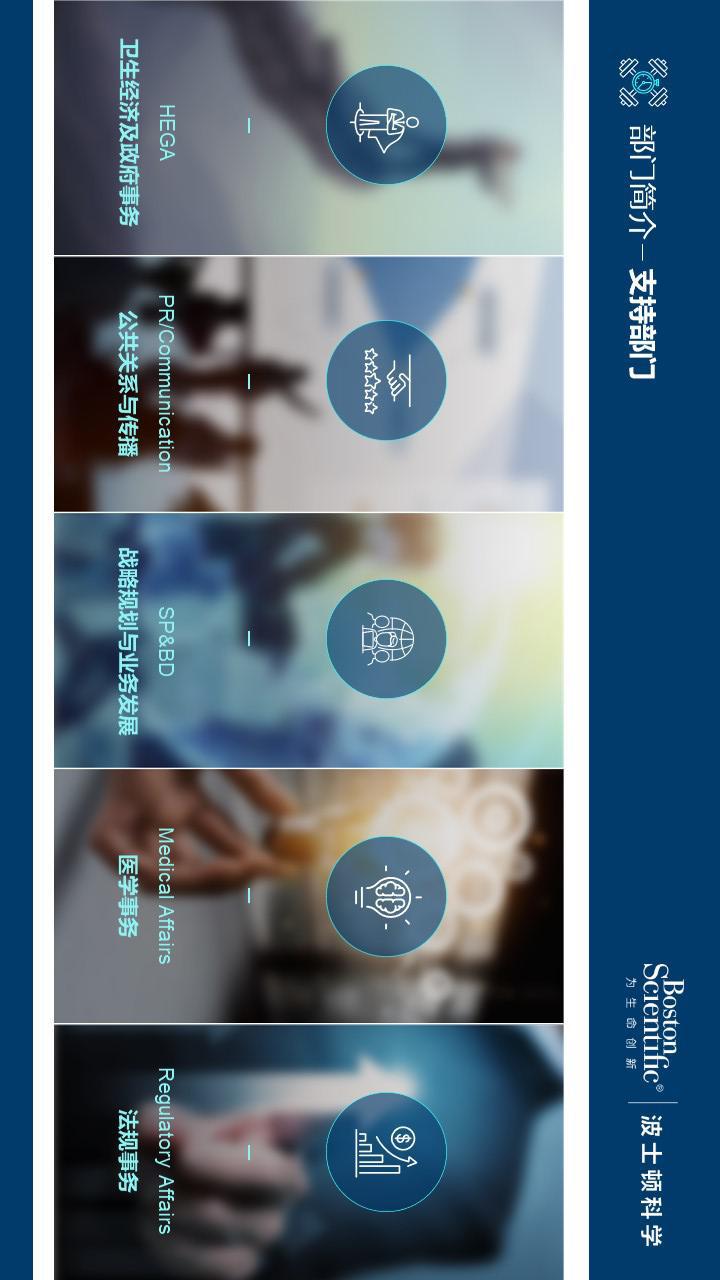 部门简介 – 支持部门
Boston
Scientific®
为生命创新
波士顿科学
HEGA
卫生经济及政府事务
PR/Communication
公共关系与传播
SP&BD
战略规划与业务发展
Medical Affairs
医学事务
Regulatory Affairs
法规事务